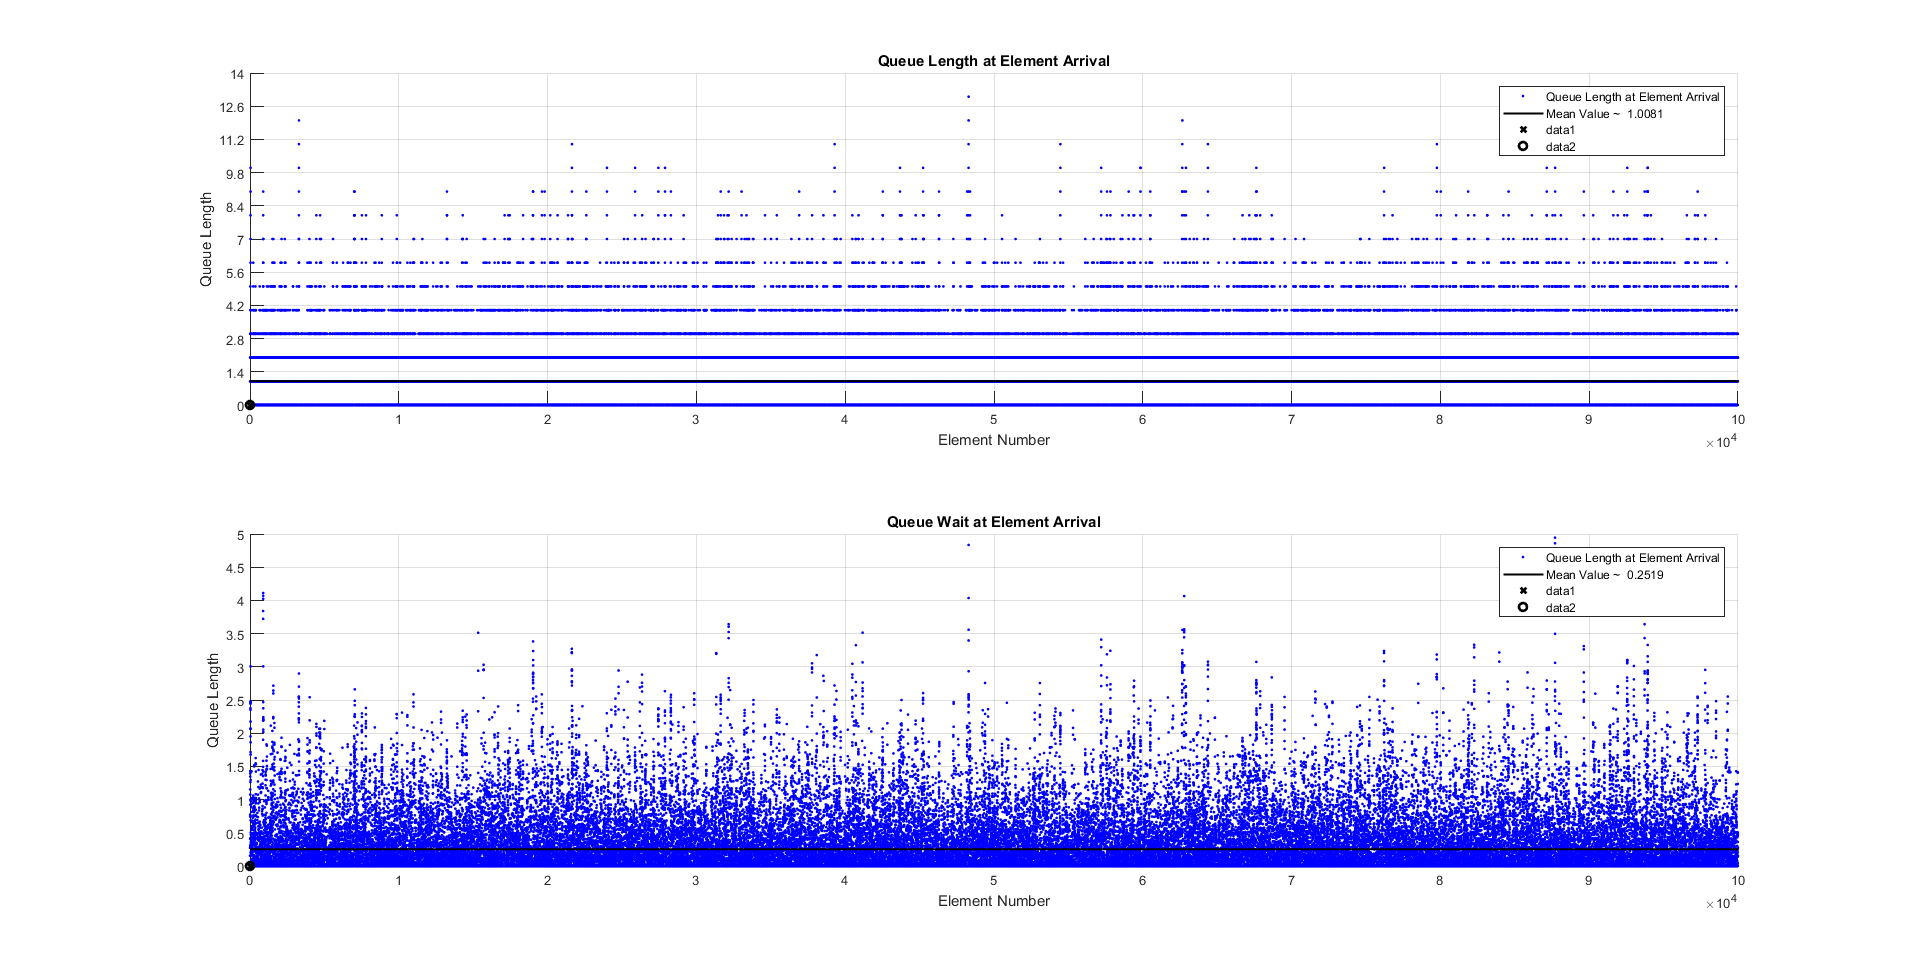 Queue Length at Element Arrival
14
12.6
11.2
9.8
8.4
7
5.6
4.2
2.8
1.4
0
Queue Length
Queue Length at Element Arrival
Mean Value ~ 1.0081
data1
data2
0 1 2 3 4 5 6 7 8 9 10
Element Number
×10^4
Queue Wait at Element Arrival
5
4.5
4
3.5
3
2.5
2
1.5
1
0.5
0
Queue Length
Queue Length at Element Arrival
Mean Value ~ 0.2519
data1
data2
0 1 2 3 4 5 6 7 8 9 10
Element Number
×10^4